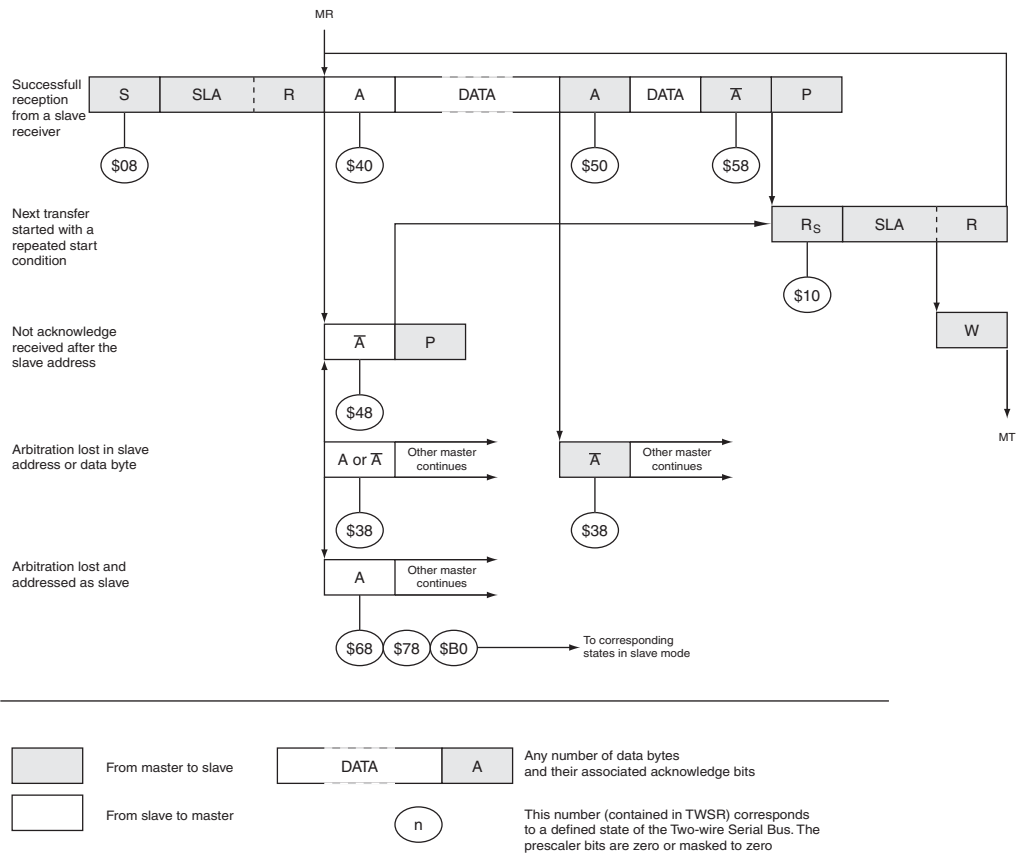 MR
Successfull
reception
from a slave
receiver
S SLA R A DATA A DATA A̅ P
$08 $40 $50 $58
Next transfer
started with a
repeated start
condition
RS SLA R
$10
Not acknowledge
received after the
slave address
A̅ P
W
$48
MT
Arbitration lost in slave
address or data byte
A or A̅ Other master
continues
A̅ Other master
continues
$38 $38
Arbitration lost and
addressed as slave
A Other master
continues
$68 $78 $B0 To corresponding
states in slave mode
From master to slave
DATA A
Any number of data bytes
and their associated acknowledge bits
From slave to master
n
This number (contained in TWSR) corresponds
to a defined state of the Two-wire Serial Bus. The
prescaler bits are zero or masked to zero